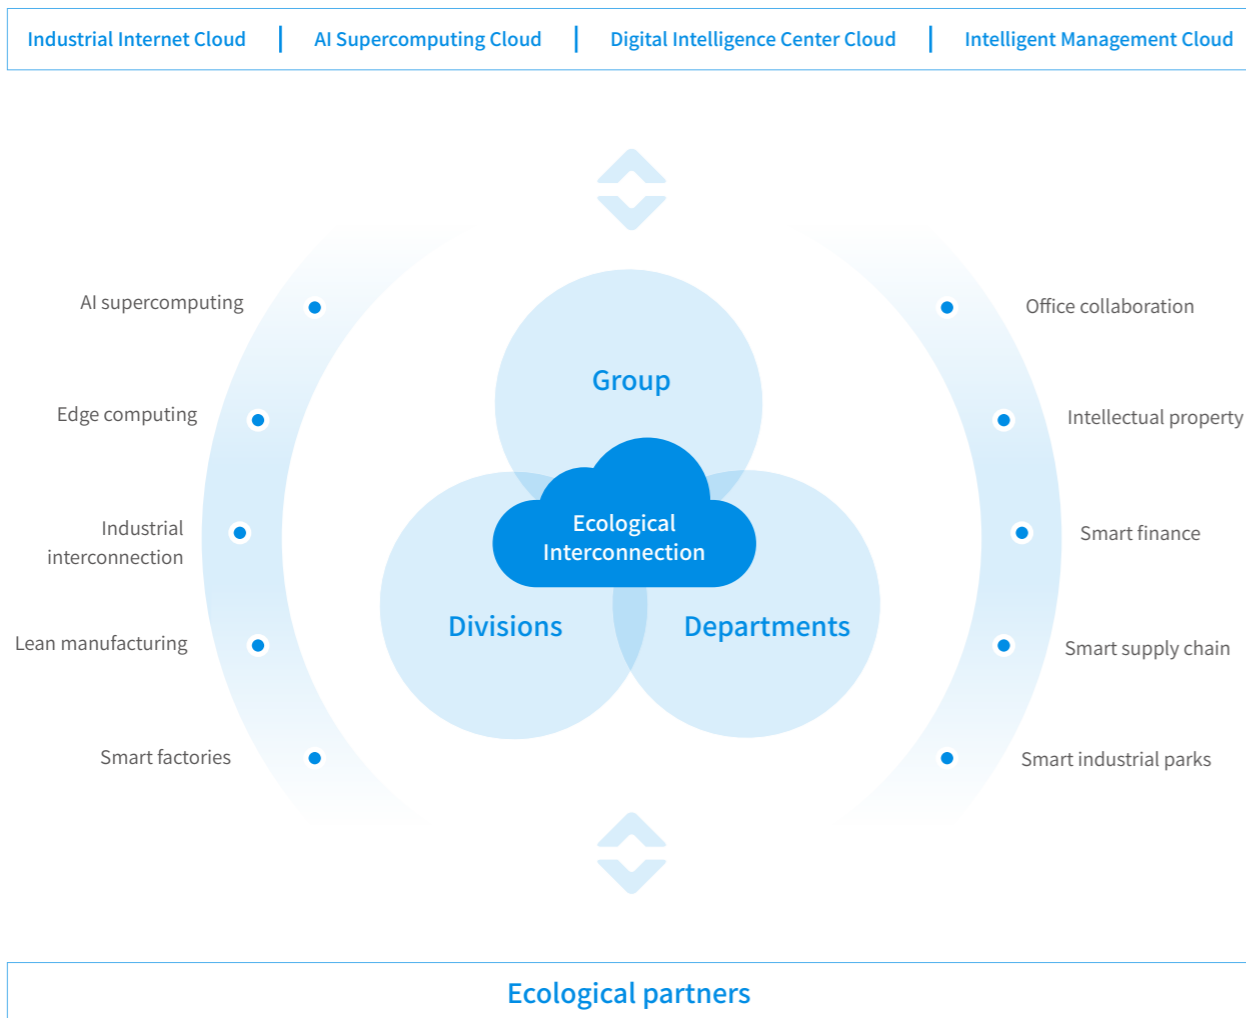 Industrial Internet Cloud | AI Supercomputing Cloud | Digital Intelligence Center Cloud | Intelligent Management Cloud
AI supercomputing
Edge computing
Industrial
interconnection
Lean manufacturing
Smart factories
Group
Ecological
Interconnection
Divisions
Departments
Office collaboration
Intellectual property
Smart finance
Smart supply chain
Smart industrial parks
Ecological partners